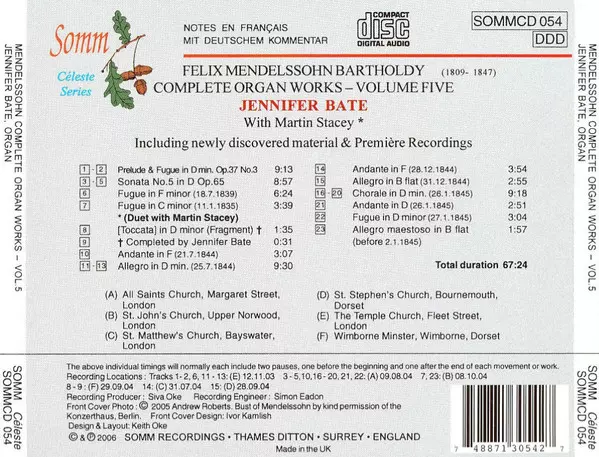 MENDELSSOHN COMPLETE ORGAN WORKS – VOL.5
JENNIFER BATE, ORGAN
SOMM Céleste
SOMMCD 054
Somm
Céleste
Series
NOTES EN FRANÇAIS
MIT DEUTSCHEM KOMMENTAR
COMPACT
disc
DIGITAL AUDIO
SOMMCD 054
DDD
FELIX MENDELSSOHN BARTHOLDY (1809- 1847)
COMPLETE ORGAN WORKS – VOLUME FIVE
JENNIFER BATE
With Martin Stacey *
Including newly discovered material & Première Recordings
1 - 2 Prelude & Fugue in D min. Op.37 No.3 9:13
3 - 5 Sonata No.5 in D Op.65 8:57
6 Fugue in F minor (18.7.1839) 6:24
7 Fugue in C minor (11.1.1835) 3:39
* (Duet with Martin Stacey)
8 [Toccata] in D minor (Fragment) † 1:35
9 † Completed by Jennifer Bate 0:31
10 Andante in F (21.7.1844) 3:07
11 - 13 Allegro in D min. (25.7.1844) 9:30
14 Andante in F (28.12.1844) 3:54
15 Allegro in B flat (31.12.1844) 2:55
16 - 20 Chorale in D min. (26.1.1845) 9:18
21 Andante in D (26.1.1845) 3:51
22 Fugue in D minor (27.1.1845) 3:04
23 Allegro maestoso in B flat 1:57
(before 2.1.1845)
Total duration 67:24
(A) All Saints Church, Margaret Street,
London
(B) St. John's Church, Upper Norwood,
London
(C) St. Matthew's Church, Bayswater,
London
(D) St. Stephen's Church, Bournemouth,
Dorset
(E) The Temple Church, Fleet Street,
London
(F) Wimborne Minster, Wimborne, Dorset
The above individual timings will normally each include two pauses, one before the beginning and one after the end of each movement or work.
Recording Locations : Tracks 1-2, 6, 11 - 13: (E) 12.11.03 3 - 5,10,16 - 20, 21, 22: (A) 09.08.04 7, 23: (B) 08.10.04
8 - 9: (F) 29.09.04 14: (C) 31.07.04 15: (D) 28.09.04
Recording Producer : Siva Oke Recording Engineer : Simon Eadon
Front Cover Photo : © 2005 Andrew Roberts. Bust of Mendelssohn by kind permission of the
Konzerthaus, Berlin. Front Cover Design: Ivor Kamlish
Design & Layout : Keith Oke
© & ℗ 2006 SOMM RECORDINGS • THAMES DITTON • SURREY • ENGLAND
Made in the UK
7 48871 30542 7
MENDELSSOHN COMPLETE ORGAN WORKS – VOL.5
JENNIFER BATE, ORGAN
SOMM Céleste
SOMMCD 054